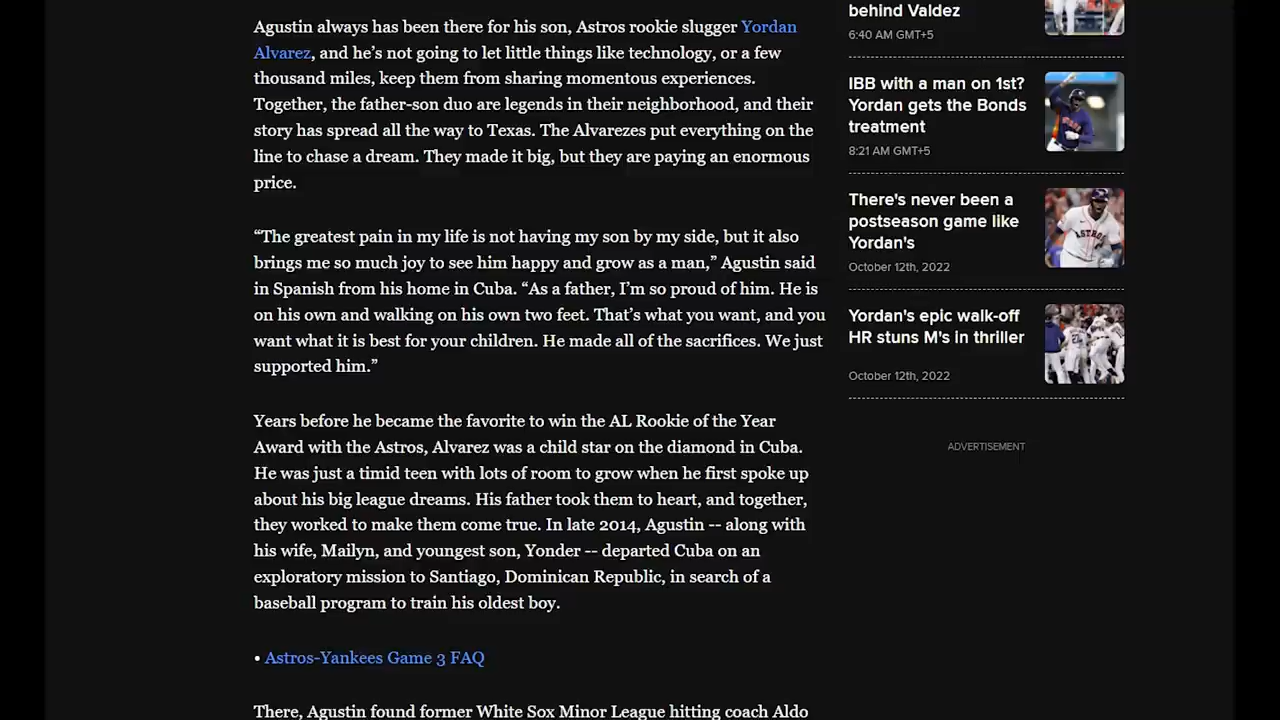 Agustin always has been there for his son, Astros rookie slugger Yordan
Alvarez, and he’s not going to let little things like technology, or a few
thousand miles, keep them from sharing momentous experiences.
Together, the father-son duo are legends in their neighborhood, and their
story has spread all the way to Texas. The Alvarezes put everything on the
line to chase a dream. They made it big, but they are paying an enormous
price.
“The greatest pain in my life is not having my son by my side, but it also
brings me so much joy to see him happy and grow as a man,” Agustin said
in Spanish from his home in Cuba. “As a father, I’m so proud of him. He is
on his own and walking on his own two feet. That’s what you want, and you
want what it is best for your children. He made all of the sacrifices. We just
supported him.”
Years before he became the favorite to win the AL Rookie of the Year
Award with the Astros, Alvarez was a child star on the diamond in Cuba.
He was just a timid teen with lots of room to grow when he first spoke up
about his big league dreams. His father took them to heart, and together,
they worked to make them come true. In late 2014, Agustin -- along with
his wife, Mailyn, and youngest son, Yonder -- departed Cuba on an
exploratory mission to Santiago, Dominican Republic, in search of a
baseball program to train his oldest boy.
• Astros-Yankees Game 3 FAQ
There, Agustin found former White Sox Minor League hitting coach Aldo
behind Valdez
6:40 AM GMT+5
IBB with a man on 1st?
Yordan gets the Bonds
treatment
8:21 AM GMT+5
There's never been a
postseason game like
Yordan's
October 12th, 2022
Yordan's epic walk-off
HR stuns M's in thriller
October 12th, 2022
ADVERTISEMENT